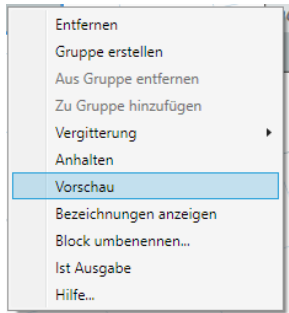 Entfernen
Gruppe erstellen
Aus Gruppe entfernen
Zu Gruppe hinzufügen
Vergitterung
Anhalten
Vorschau
Bezeichnungen anzeigen
Block umbenennen...
Ist Ausgabe
Hilfe...